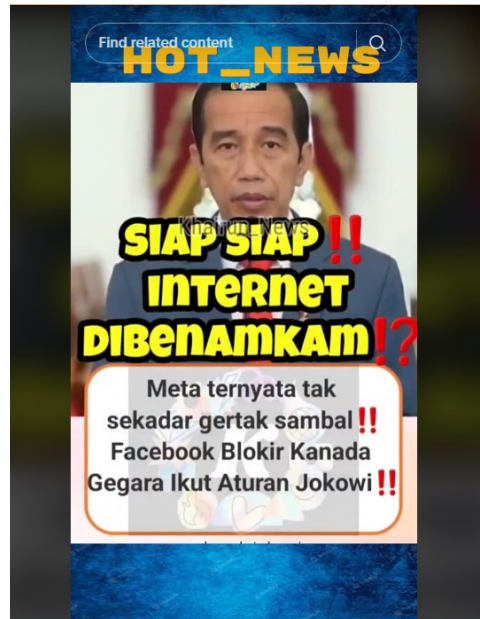 Find related content
HOT_NEWS
Khairun_News
SIAP SIAP‼️
INTERNET
DIBENAMKAM⁉️
Meta ternyata tak
sekadar gertak sambal‼️
Facebook Blokir Kanada
Gegara Ikut Aturan Jokowi‼️